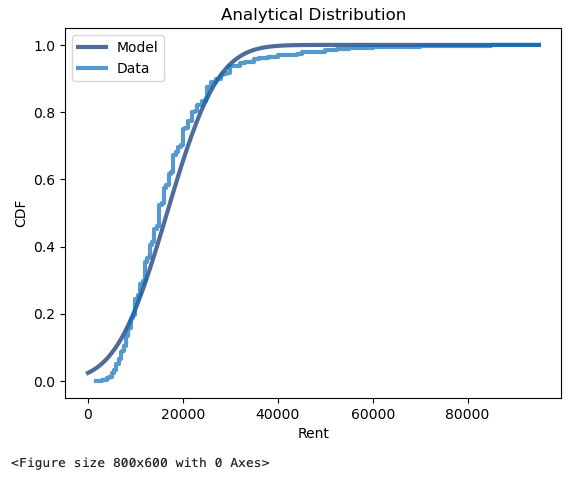 Analytical Distribution
Model
Data
1.0
0.8
0.6
0.4
0.2
0.0
CDF
0 20000 40000 60000 80000
Rent
<Figure size 800x600 with 0 Axes>